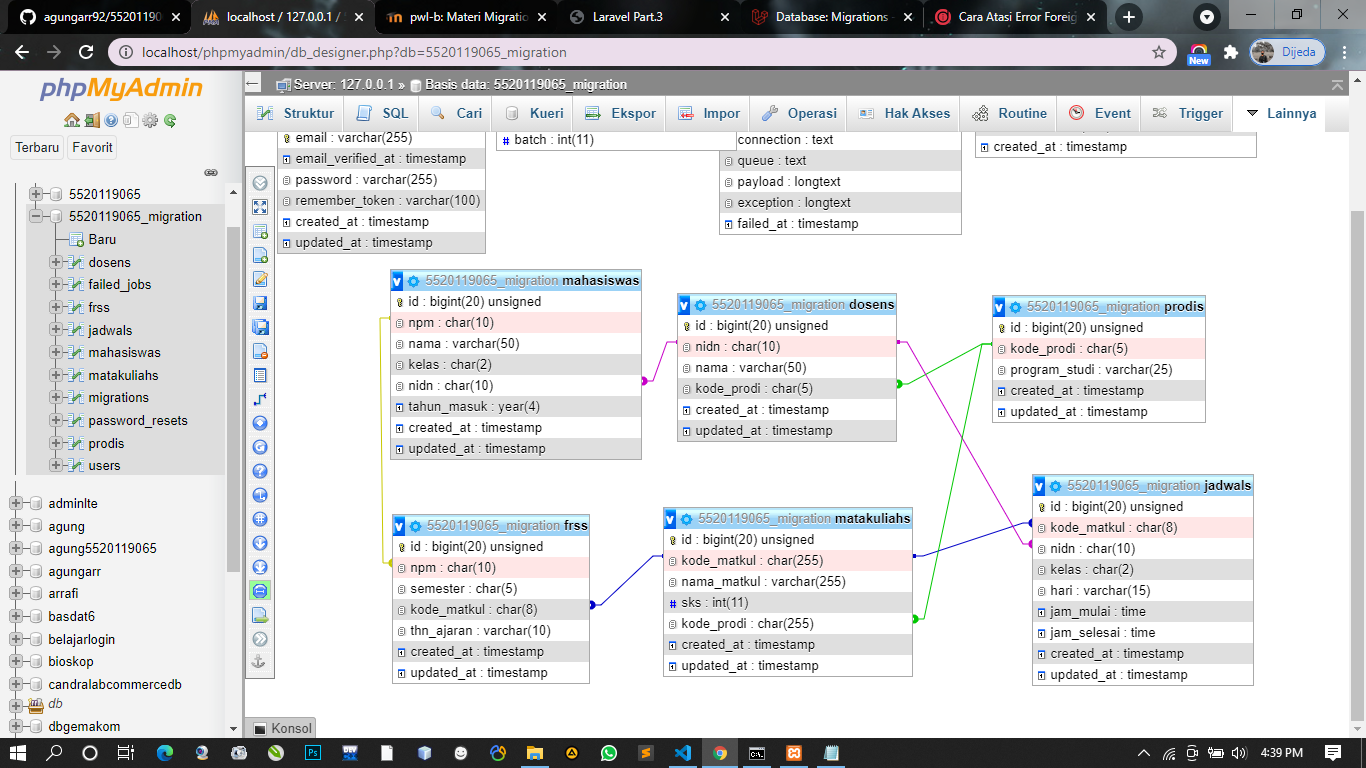 agungarr92/5520119
localhost / 127.0.0.1 / 5
pwl-b: Materi Migratio
Laravel Part.3
Database: Migrations -
Cara Atasi Error Foreig
localhost/phpmyadmin/db_designer.php?db=5520119065_migration
New
Dijeda
phpMyAdmin
Terbaru Favorit
5520119065
5520119065_migration
Baru
dosens
failed_jobs
frss
jadwals
mahasiswas
matakuliahs
migrations
password_resets
prodis
users
adminlte
agung
agung5520119065
agungarr
arrafi
basdat6
belajarlogin
bioskop
candralabcommercedb
db
dbgemakom
Server: 127.0.0.1 » Basis data: 5520119065_migration
Struktur SQL Cari Kueri Ekspor Impor Operasi Hak Akses Routine Event Trigger Lainnya
email : varchar(255)
email_verified_at : timestamp
password : varchar(255)
remember_token : varchar(100)
created_at : timestamp
updated_at : timestamp
# batch : int(11)
connection : text
queue : text
payload : longtext
exception : longtext
failed_at : timestamp
created_at : timestamp
v 5520119065_migration mahasiswas
id : bigint(20) unsigned
npm : char(10)
nama : varchar(50)
kelas : char(2)
nidn : char(10)
tahun_masuk : year(4)
created_at : timestamp
updated_at : timestamp
v 5520119065_migration dosens
id : bigint(20) unsigned
nidn : char(10)
nama : varchar(50)
kode_prodi : char(5)
created_at : timestamp
updated_at : timestamp
v 5520119065_migration prodis
id : bigint(20) unsigned
kode_prodi : char(5)
program_studi : varchar(25)
created_at : timestamp
updated_at : timestamp
v 5520119065_migration frss
id : bigint(20) unsigned
npm : char(10)
semester : char(5)
kode_matkul : char(8)
thn_ajaran : varchar(10)
created_at : timestamp
updated_at : timestamp
v 5520119065_migration matakuliahs
id : bigint(20) unsigned
kode_matkul : char(255)
nama_matkul : varchar(255)
# sks : int(11)
kode_prodi : char(255)
created_at : timestamp
updated_at : timestamp
v 5520119065_migration jadwals
id : bigint(20) unsigned
kode_matkul : char(8)
nidn : char(10)
kelas : char(2)
hari : varchar(15)
jam_mulai : time
jam_selesai : time
created_at : timestamp
updated_at : timestamp
Konsol
Ps
4:39 PM